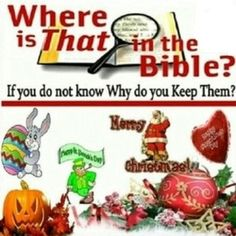 Where
is That in the
Bible?
If you do not know Why do you Keep Them?
Merry
Christmas!